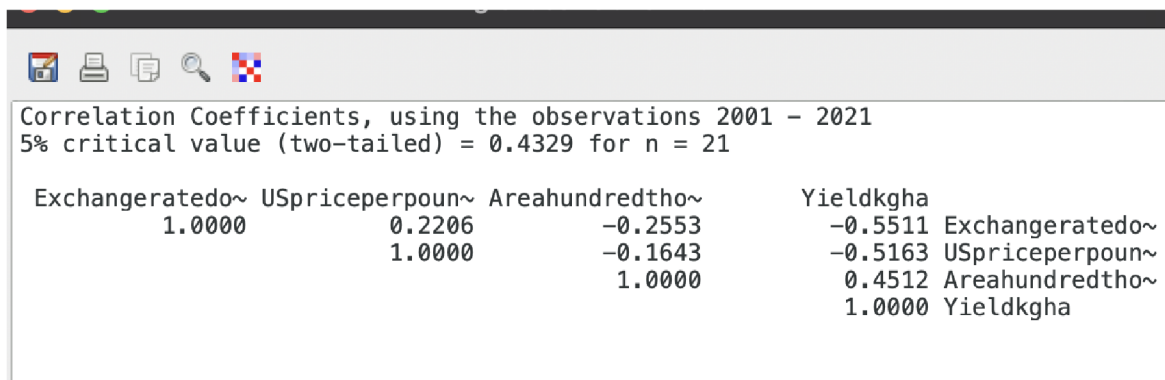 Correlation Coefficients, using the observations 2001 - 2021
5% critical value (two-tailed) = 0.4329 for n = 21
Exchangeratedo~ USpriceperpoun~ Areahundredtho~ Yieldkgha
1.0000 0.2206 -0.2553 -0.5511 Exchangeratedo~
1.0000 -0.1643 -0.5163 USpriceperpoun~
1.0000 0.4512 Areahundredtho~
1.0000 Yieldkgha